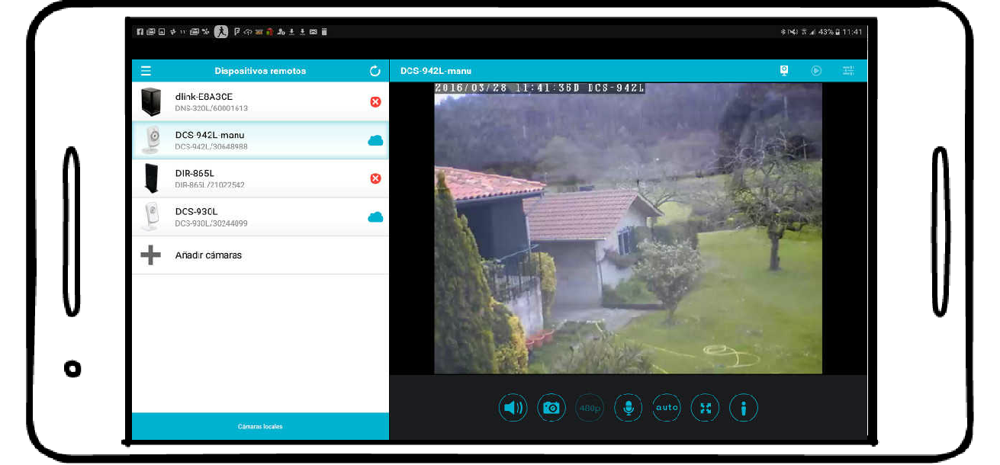 43% 11:41
Dispositivos remotos
DCS-942L-manu
2016/03/28 11:41:36D DCS-942L
dlink-E8A3CE
DNS-320L/60001613
DCS-942L-manu
DCS-942L/30648988
DIR-865L
DIR-865L/21022542
DCS-930L
DCS-930L/30244099
Añadir cámaras
480p
auto
Cámaras locales